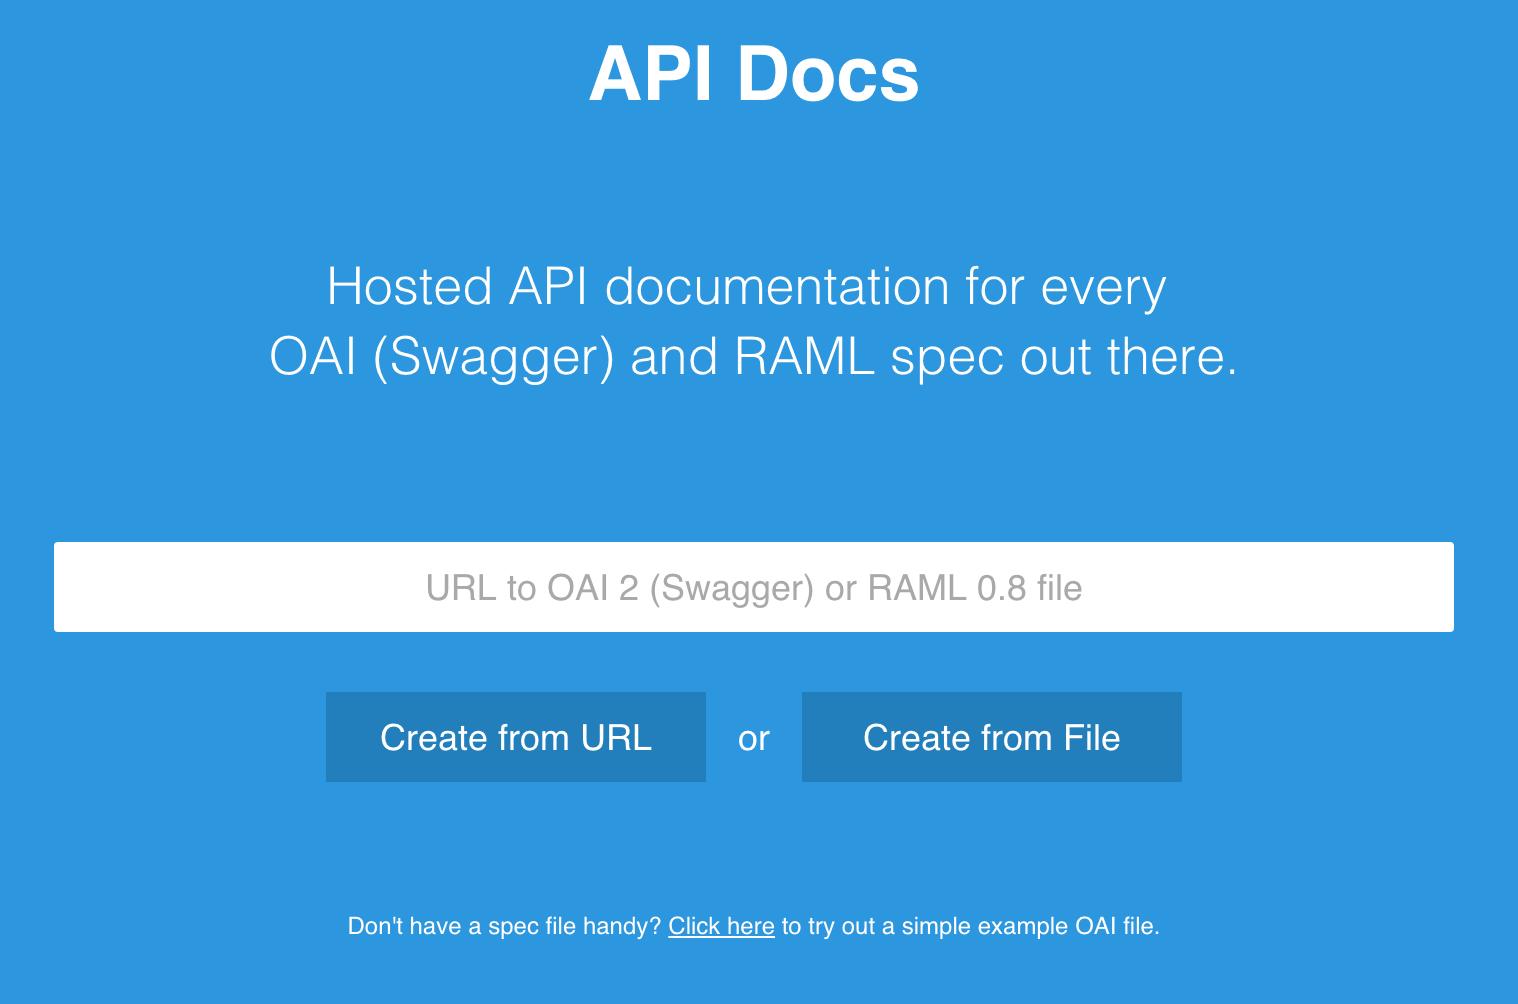 API Docs
Hosted API documentation for every
OAI (Swagger) and RAML spec out there.
URL to OAI 2 (Swagger) or RAML 0.8 file
Create from URL or Create from File
Don't have a spec file handy? Click here to try out a simple example OAI file.